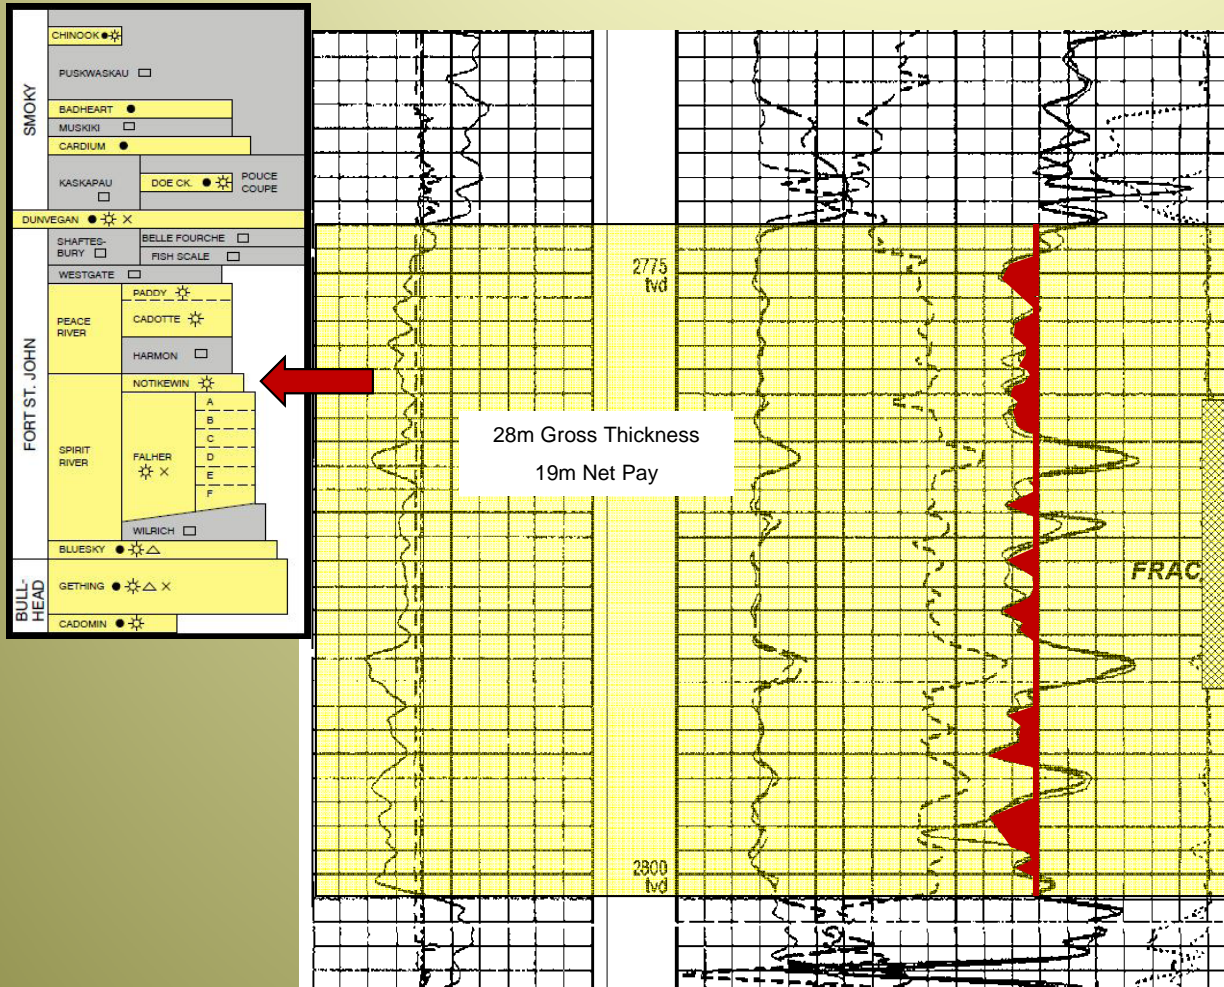 SMOKY
CHINOOK
PUSKWASKAU
BADHEART
MUSKIKI
CARDIUM
KASKAPAU
DOE CK.
POUCE
COUPE
DUNVEGAN
FORT ST. JOHN
SHAFTES-
BURY
BELLE FOURCHE
FISH SCALE
WESTGATE
PEACE
RIVER
PADDY
CADOTTE
HARMON
SPIRIT
RIVER
NOTIKEWIN
FALHER
A
B
C
D
E
F
WILRICH
BLUESKY
BULL-
HEAD
GETHING
CADOMIN
2775
tvd
28m Gross Thickness
19m Net Pay
FRAC
2800
tvd